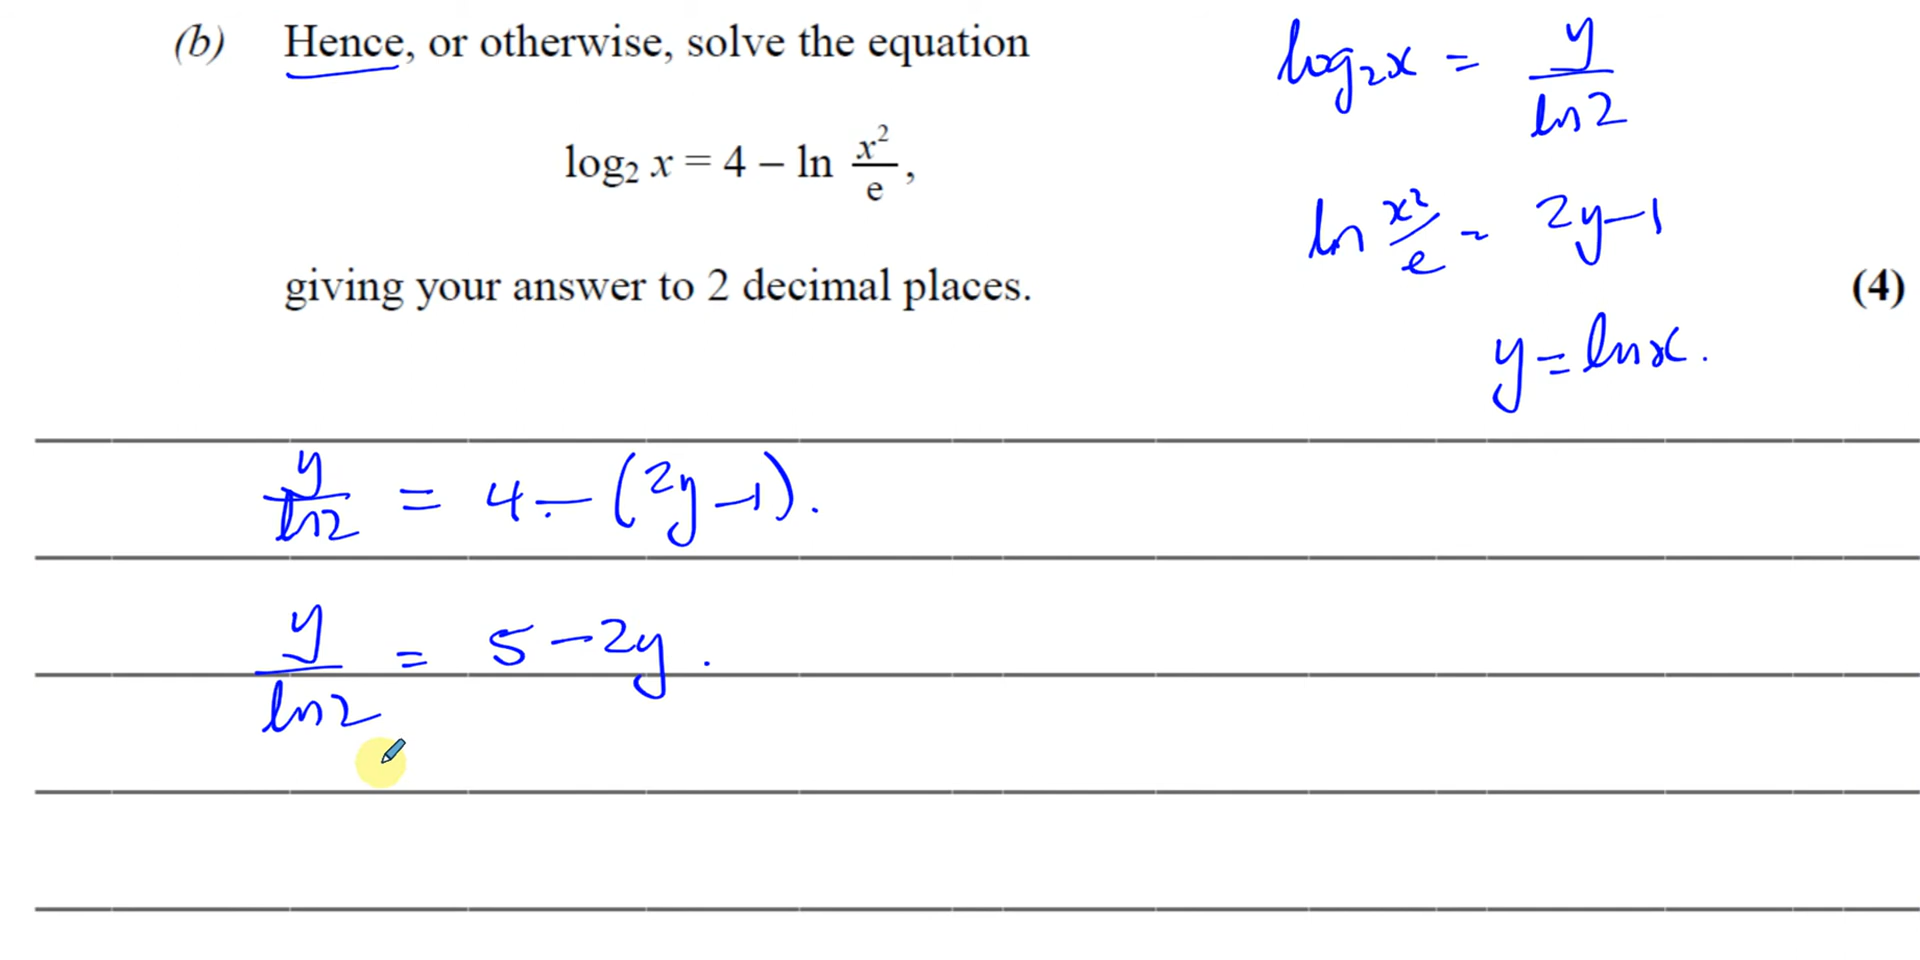 (b) Hence, or otherwise, solve the equation
log₂ x = 4 – ln x²/e,
giving your answer to 2 decimal places.
(4)
log₂x = y/ln2
ln x²/e = 2y-1
y = lnx.
y/ln2 = 4 - (2y-1).
y/ln2 = 5 - 2y.